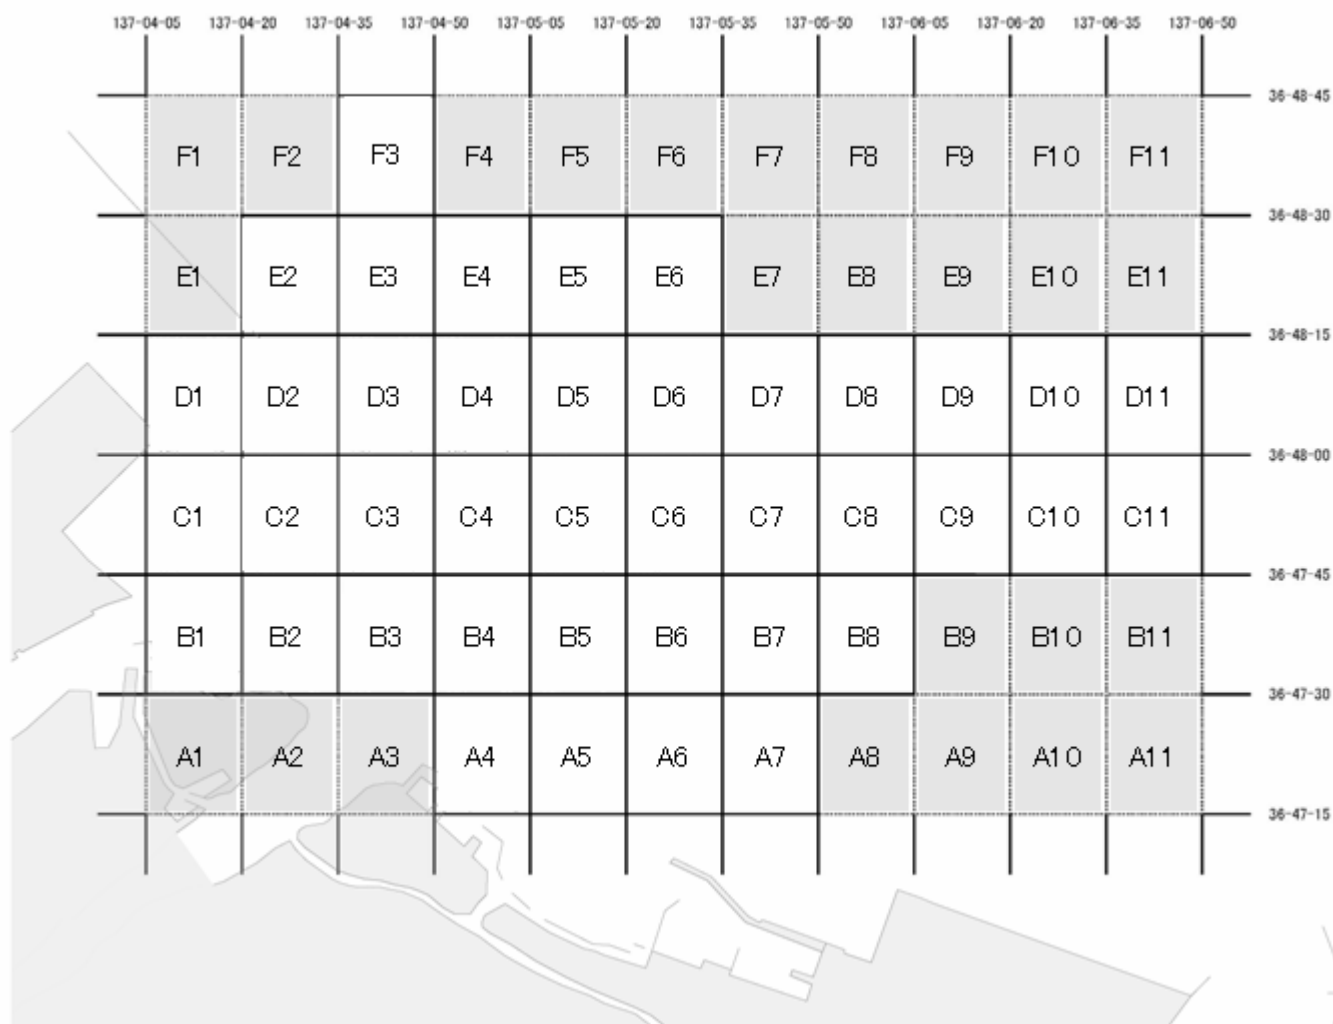 137-04-05 137-04-20 137-04-35 137-04-50 137-05-05 137-05-20 137-05-35 137-05-50 137-06-05 137-06-20 137-06-35 137-06-50
36-48-45
F1 F2 F3 F4 F5 F6 F7 F8 F9 F10 F11
36-48-30
E1 E2 E3 E4 E5 E6 E7 E8 E9 E10 E11
36-48-15
D1 D2 D3 D4 D5 D6 D7 D8 D9 D10 D11
36-48-00
C1 C2 C3 C4 C5 C6 C7 C8 C9 C10 C11
36-47-45
B1 B2 B3 B4 B5 B6 B7 B8 B9 B10 B11
36-47-30
A1 A2 A3 A4 A5 A6 A7 A8 A9 A10 A11
36-47-15